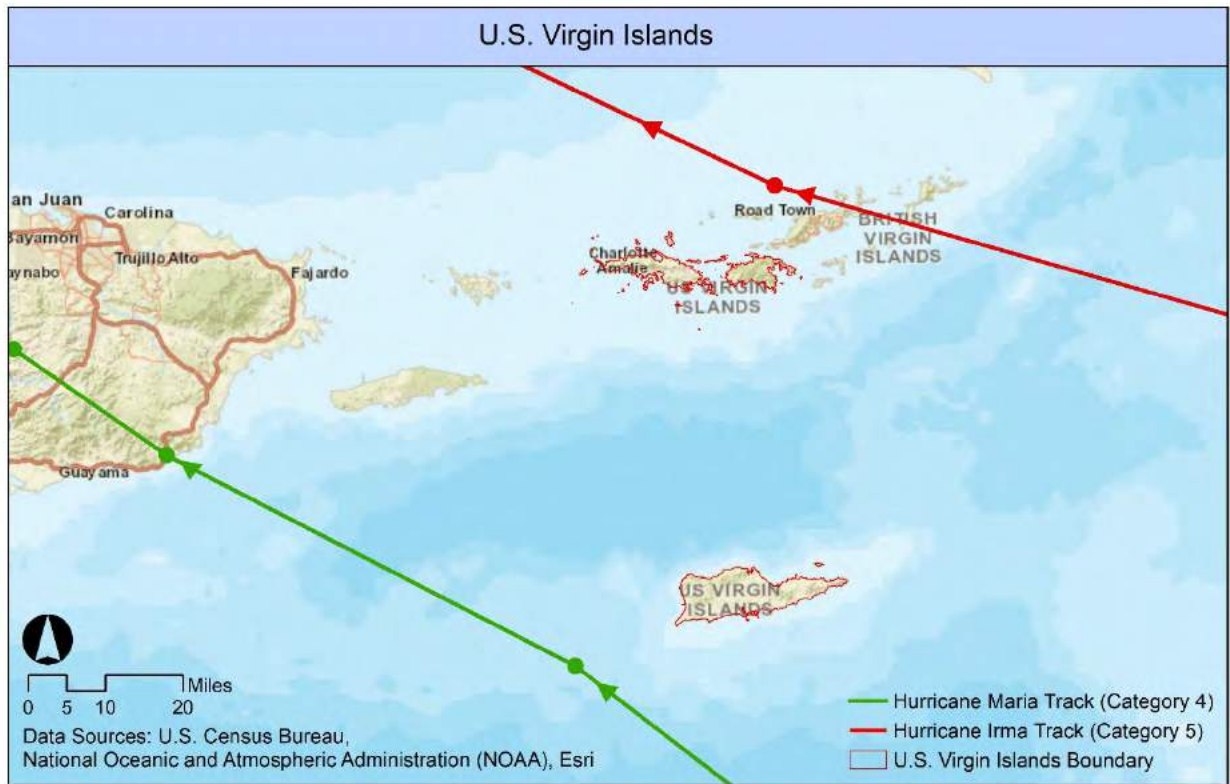 U.S. Virgin Islands
an Juan
Carolina
Bayamón
Trujillo Alto
aynabo
Fajardo
Road Town
BRITISH
VIRGIN
ISLANDS
Charlotte
Amalie
US VIRGIN
ISLANDS
Guayama
US VIRGIN
ISLANDS
Miles
0 5 10 20
Data Sources: U.S. Census Bureau,
National Oceanic and Atmospheric Administration (NOAA), Esri
Hurricane Maria Track (Category 4)
Hurricane Irma Track (Category 5)
U.S. Virgin Islands Boundary